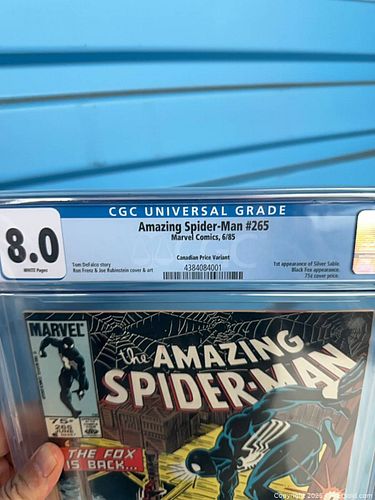 CGC UNIVERSAL GRADE
8.0
WHITE Pages
Amazing Spider-Man #265
Marvel Comics, 6/85
Canadian Price Variant
4384084001
Tom DeFalco story
Ron Frenz & Joe Rubinstein cover & art
1st appearance of Silver Sable.
Black Fox appearance.
75¢ cover price.
MARVEL
75¢
265
JUNE
the AMAZING
SPIDER-MAN
THE FOX
IS BACK...